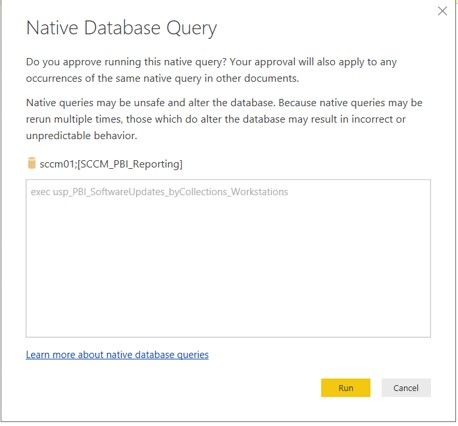 Native Database Query
Do you approve running this native query? Your approval will also apply to any
occurrences of the same native query in other documents.
Native queries may be unsafe and alter the database. Because native queries may be
rerun multiple times, those which do alter the database may result in incorrect or
unpredictable behavior.
sccm01;[SCCM_PBI_Reporting]
exec usp_PBI_SoftwareUpdates_byCollections_Workstations
Learn more about native database queries
Run Cancel